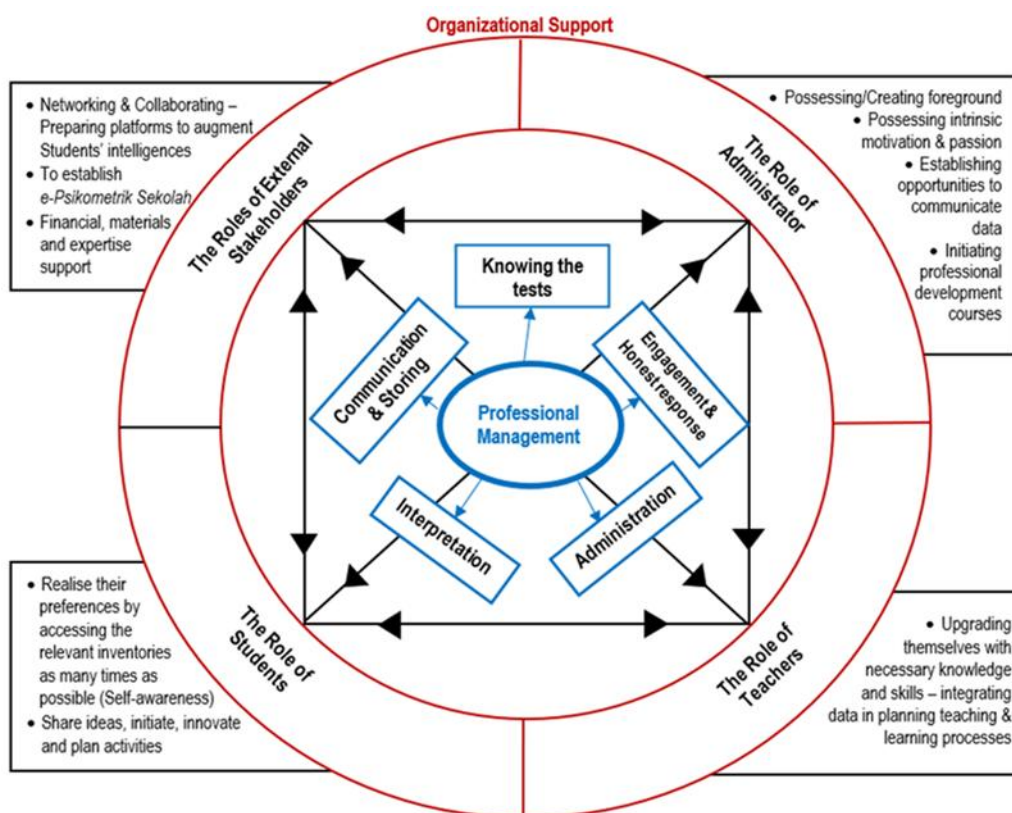 Organizational Support
• Networking & Collaborating –
Preparing platforms to augment
Students' intelligences
• To establish
e-Psikometrik Sekolah
• Financial, materials
and expertise
support
The Roles of External
Stakeholders
The Role of
Administrator
• Possessing/Creating foreground
• Possessing intrinsic
motivation & passion
• Establishing
opportunities to
communicate
data
• Initiating
professional
development
courses
Knowing the
tests
Communication
& Storing
Engagement &
Honest response
Professional
Management
Interpretation
Administration
• Realise their
preferences by
accessing the
relevant inventories
as many times as
possible (Self-awareness)
• Share ideas, initiate, innovate
and plan activities
The Role of
Students
The Role of
Teachers
• Upgrading
themselves with
necessary knowledge
and skills – integrating
data in planning teaching &
learning processes